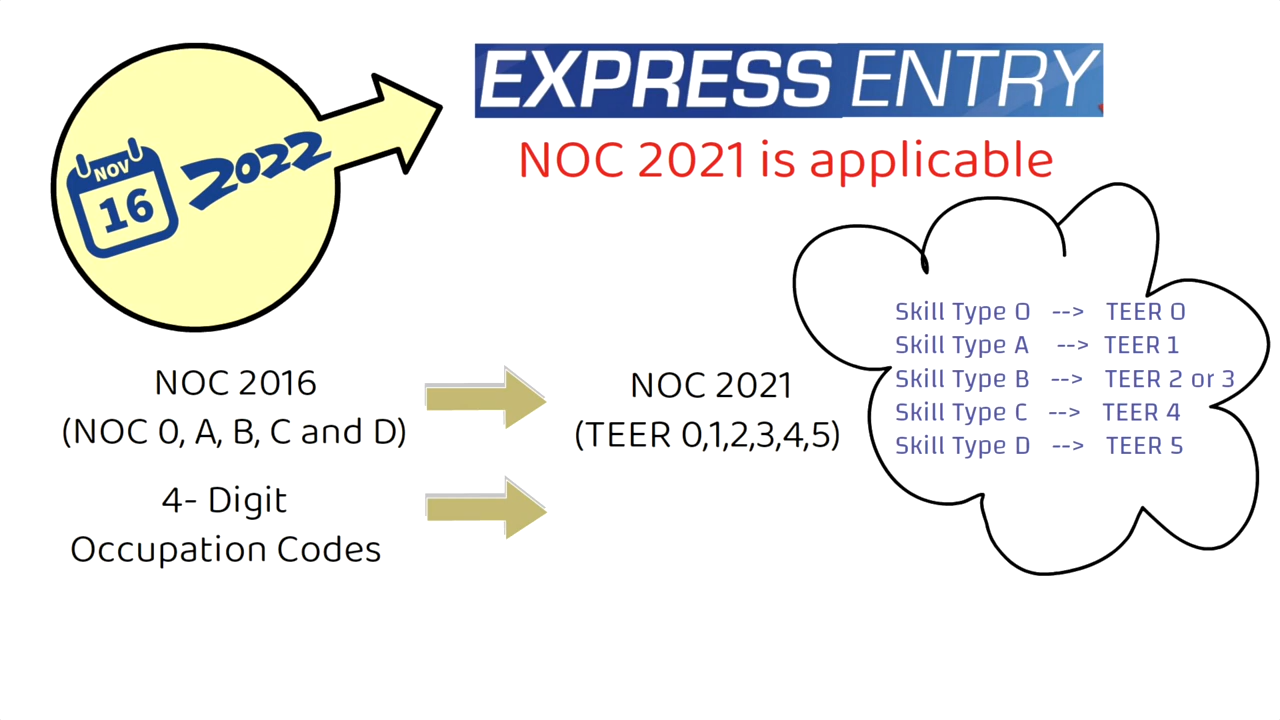 EXPRESS ENTRY
NOC 2021 is applicable
NOV
16
2022
Skill Type 0 --> TEER 0
Skill Type A --> TEER 1
Skill Type B --> TEER 2 or 3
Skill Type C --> TEER 4
Skill Type D --> TEER 5
NOC 2016
(NOC 0, A, B, C and D)
NOC 2021
(TEER 0,1,2,3,4,5)
4- Digit
Occupation Codes